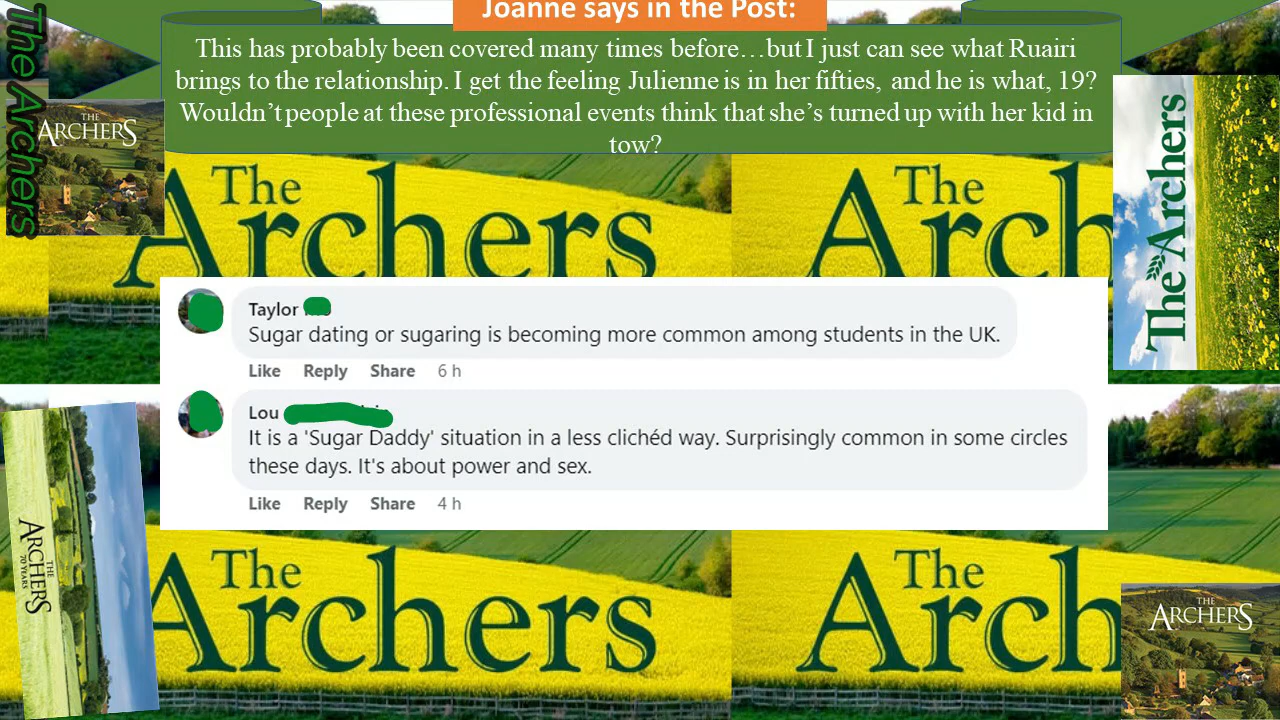 Joanne says in the Post:
This has probably been covered many times before…but I just can see what Ruairi
brings to the relationship. I get the feeling Julienne is in her fifties, and he is what, 19?
Wouldn’t people at these professional events think that she’s turned up with her kid in
tow?
The Archers
THE
ARCHERS
The Archers
The
Archers
The
Arch
Taylor
Sugar dating or sugaring is becoming more common among students in the UK.
Like Reply Share 6 h
Lou
It is a 'Sugar Daddy' situation in a less clichéd way. Surprisingly common in some circles
these days. It's about power and sex.
Like Reply Share 4 h
THE
ARCHERS
70 YEARS
The
Archers
The
Arch
THE
ARCHERS